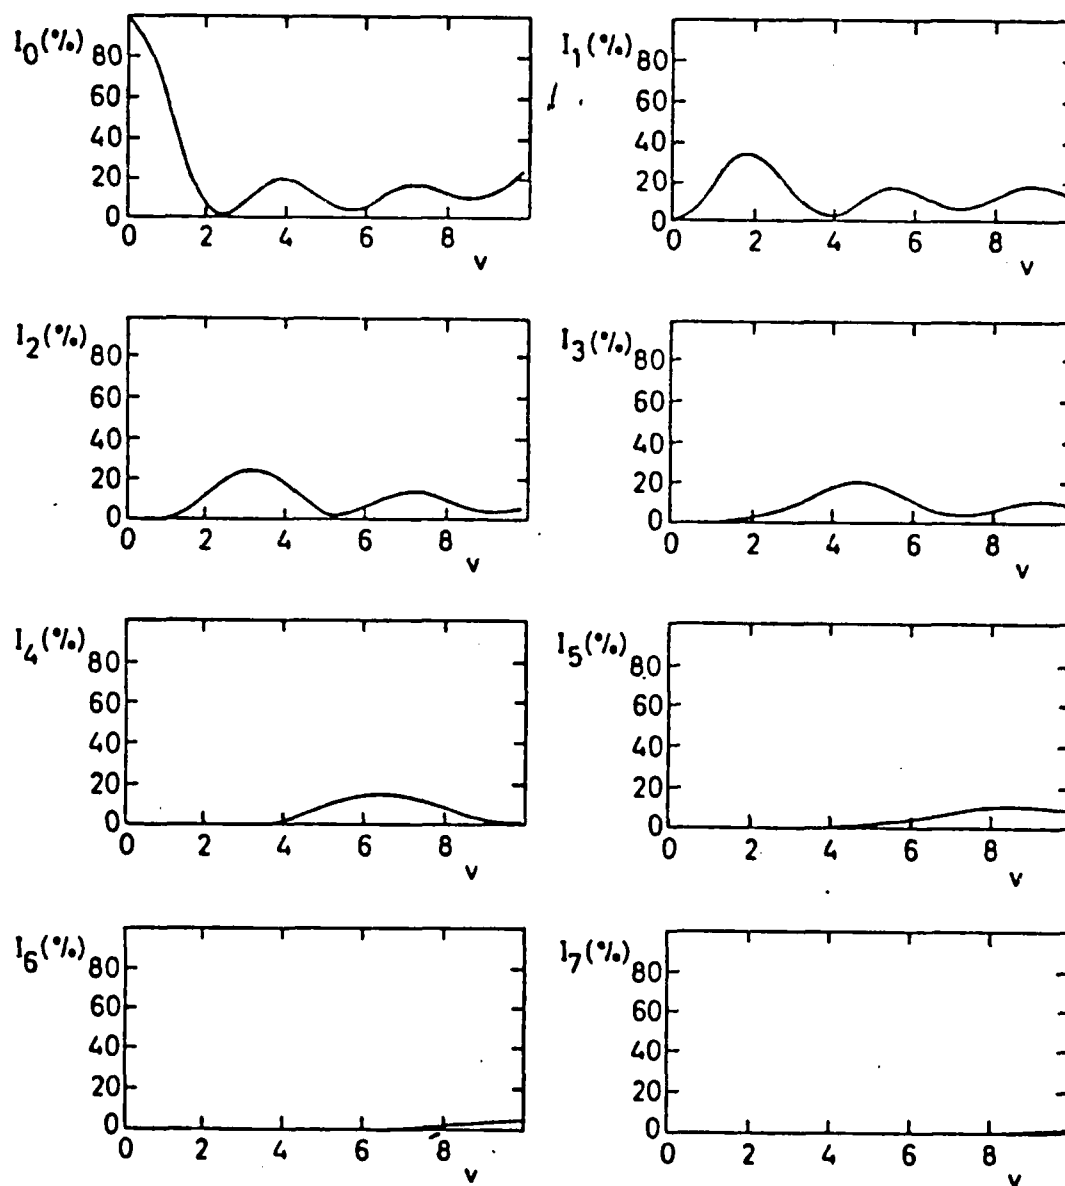 I0(%) 80 60 40 20 0
0 2 4 6 8
v
I1(%) 80 60 40 20 0
0 2 4 6 8
v
I2(%) 80 60 40 20 0
0 2 4 6 8
v
I3(%) 80 60 40 20 0
0 2 4 6 8
v
I4(%) 80 60 40 20 0
0 2 4 6 8
v
I5(%) 80 60 40 20 0
0 2 4 6 8
v
I6(%) 80 60 40 20 0
0 2 4 6 8
v
I7(%) 80 60 40 20 0
0 2 4 6 8
v